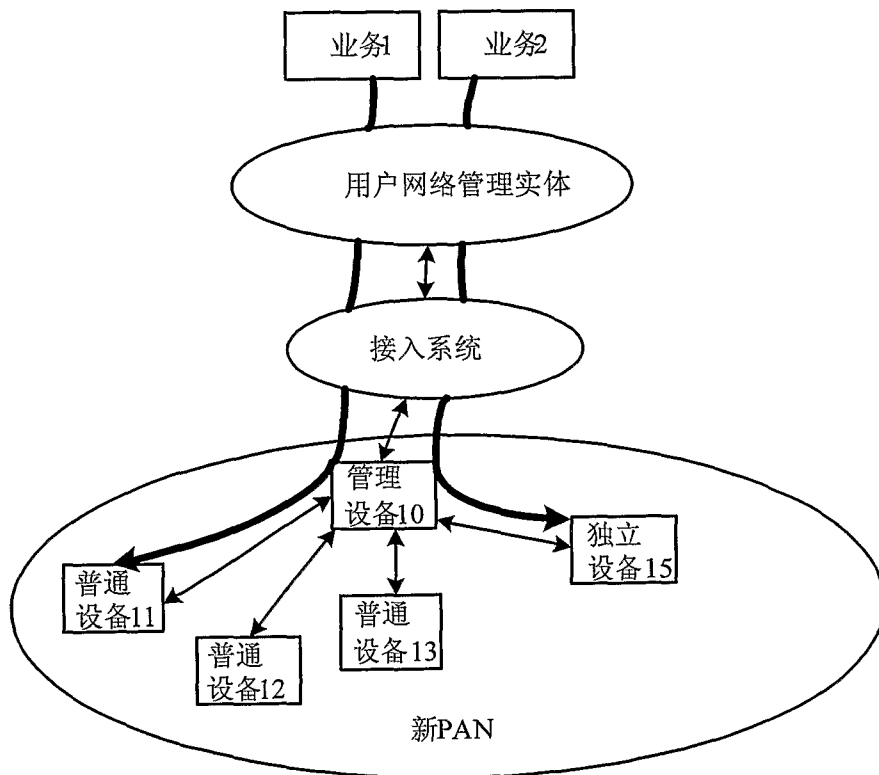 业务1
业务2
用户网络管理实体
接入系统
管理
设备10
独立
设备15
普通
设备11
普通
设备13
普通
设备12
新PAN